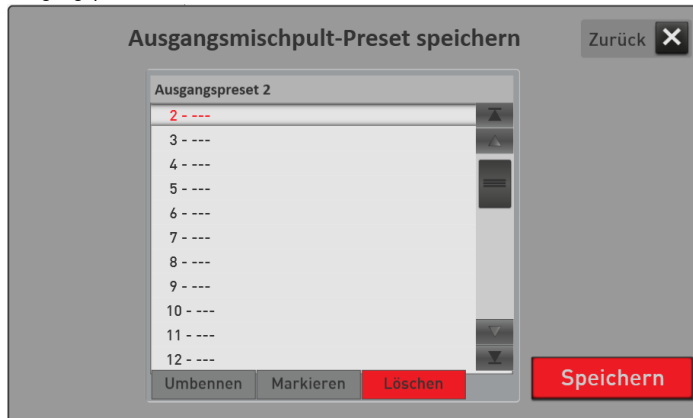 Ausgangsmischpult-Preset speichern
Zurück
Ausgangspreset 2
2 - ---
3 - ---
4 - ---
5 - ---
6 - ---
7 - ---
8 - ---
9 - ---
10 - ---
11 - ---
12 - ---
Umbennen Markieren Löschen
Speichern